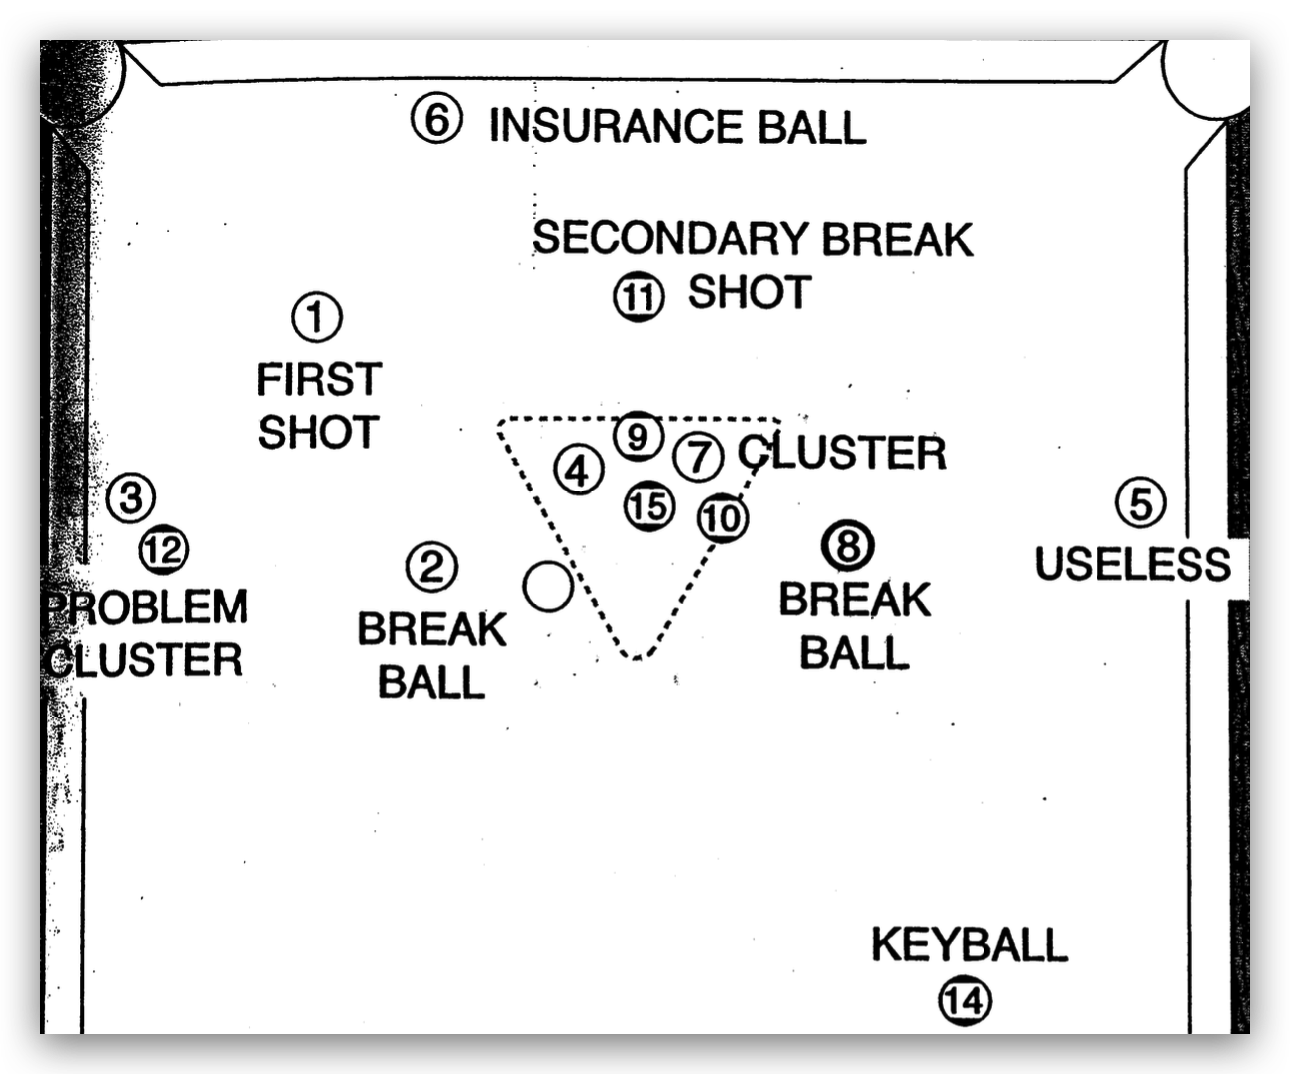 6 INSURANCE BALL
SECONDARY BREAK
11 SHOT
1
FIRST
SHOT
9
4
7 CLUSTER
15
10
3
12
PROBLEM
CLUSTER
2
BREAK
BALL
8
BREAK
BALL
5
USELESS
KEYBALL
14